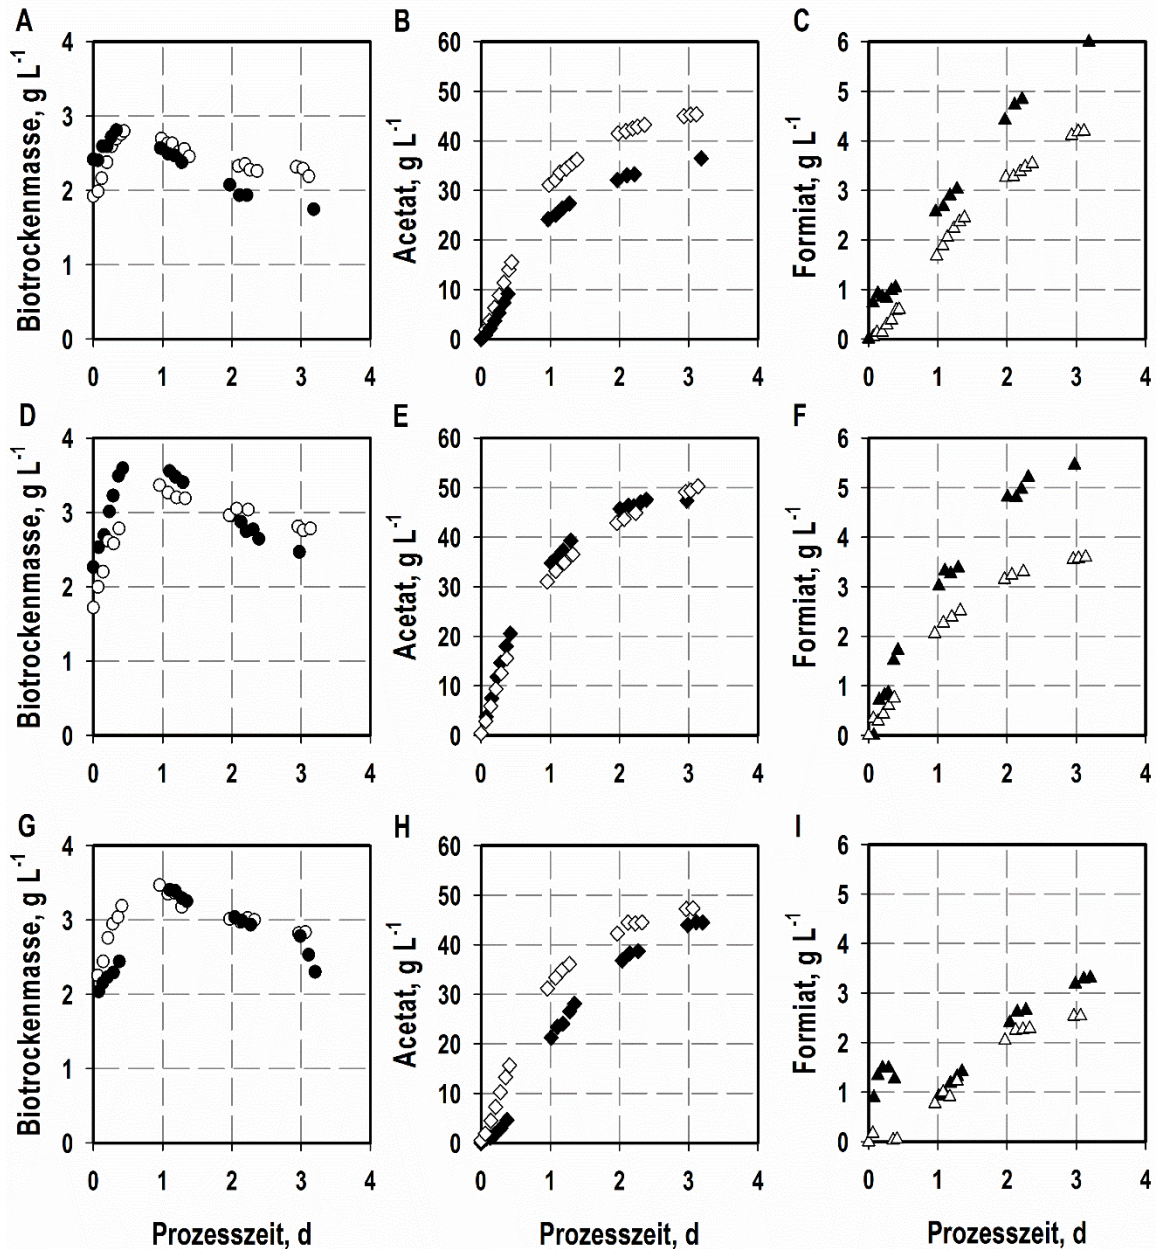 A
B
C
Biotrockenmasse, g L⁻¹
4
3
2
1
0
0 1 2 3 4
Acetat, g L⁻¹
60
50
40
30
20
10
0
0 1 2 3 4
Formiat, g L⁻¹
6
5
4
3
2
1
0
0 1 2 3 4
D
E
F
Biotrockenmasse, g L⁻¹
4
3
2
1
0
0 1 2 3 4
Acetat, g L⁻¹
60
50
40
30
20
10
0
0 1 2 3 4
Formiat, g L⁻¹
6
5
4
3
2
1
0
0 1 2 3 4
G
H
I
Biotrockenmasse, g L⁻¹
4
3
2
1
0
0 1 2 3 4
Prozesszeit, d
Acetat, g L⁻¹
60
50
40
30
20
10
0
0 1 2 3 4
Prozesszeit, d
Formiat, g L⁻¹
6
5
4
3
2
1
0
0 1 2 3 4
Prozesszeit, d